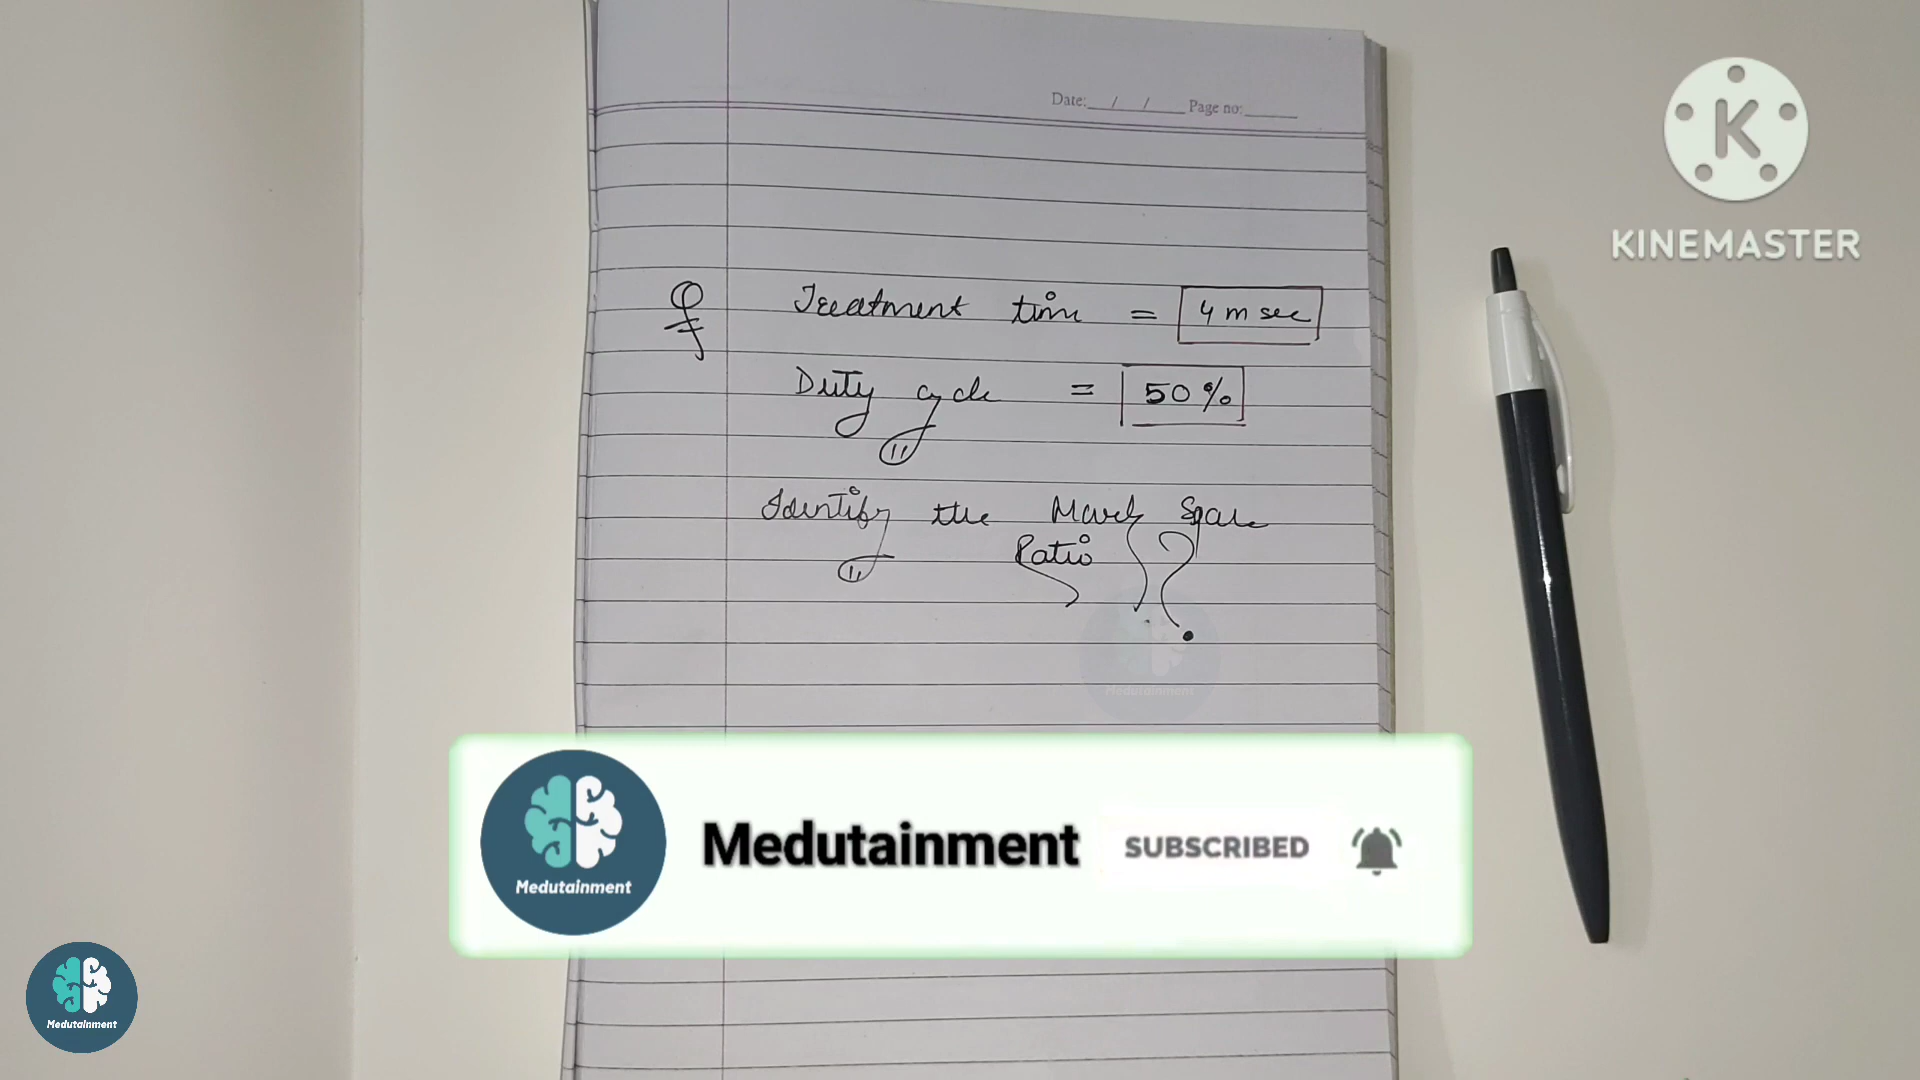 Date: / / Page no:
KINEMASTER
Q Treatment time = 4 m sec
Duty cycle = 50%
Identify the Mark Space
Ratio ?
Medutainment
Medutainment
Medutainment SUBSCRIBED
Medutainment